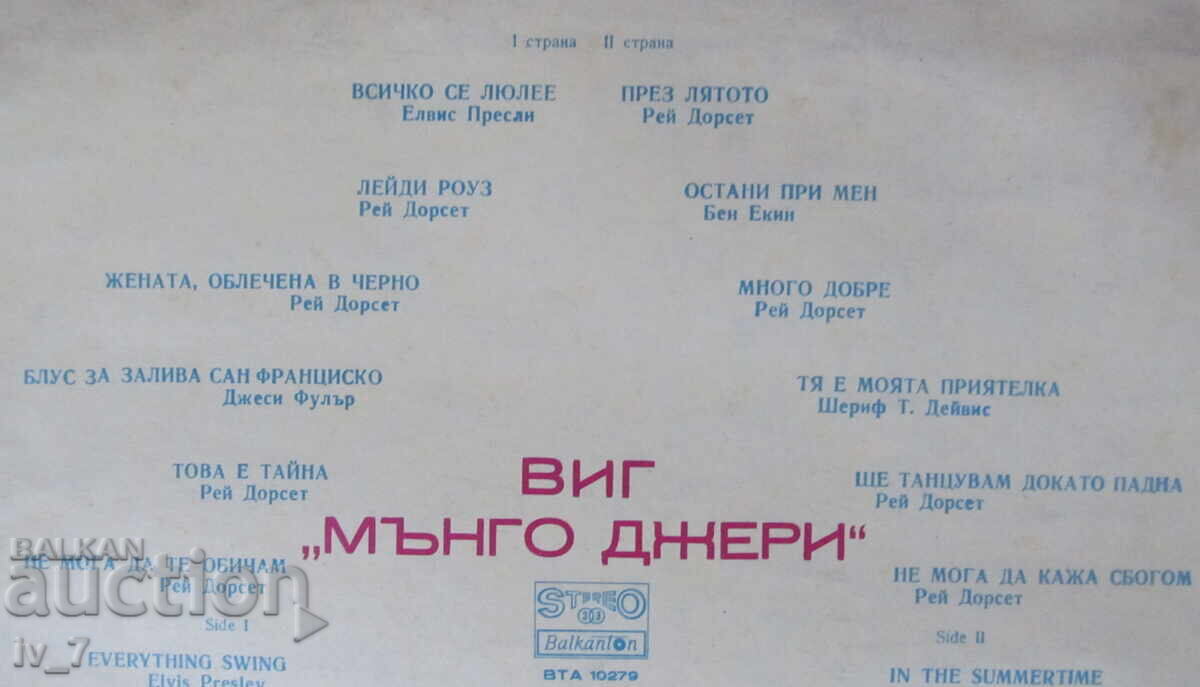 I страна II страна
ВСИЧКО СЕ ЛЮЛЕЕ
Елвис Пресли
ЛЕЙДИ РОУЗ
Рей Дорсет
ЖЕНАТА, ОБЛЕЧЕНА В ЧЕРНО
Рей Дорсет
БЛУС ЗА ЗАЛИВА САН ФРАНЦИСКО
Джеси Фулър
ТОВА Е ТАЙНА
Рей Дорсет
НЕ МОГА ДА ТЕ ОБИЧАМ
Рей Дорсет
ПРЕЗ ЛЯТОТО
Рей Дорсет
ОСТАНИ ПРИ МЕН
Бен Екин
МНОГО ДОБРЕ
Рей Дорсет
ТЯ Е МОЯТА ПРИЯТЕЛКА
Шериф Т. Дейвис
ЩЕ ТАНЦУВАМ ДОКАТО ПАДНА
Рей Дорсет
НЕ МОГА ДА КАЖА СБОГОМ
Рей Дорсет
ВИГ
„МЪНГО ДЖЕРИ“
STEREO
Balkanton
ВТА 10279
Side I
EVERYTHING SWING
Elvis Presley
Side II
IN THE SUMMERTIME
BALKAN
auction
iv_7